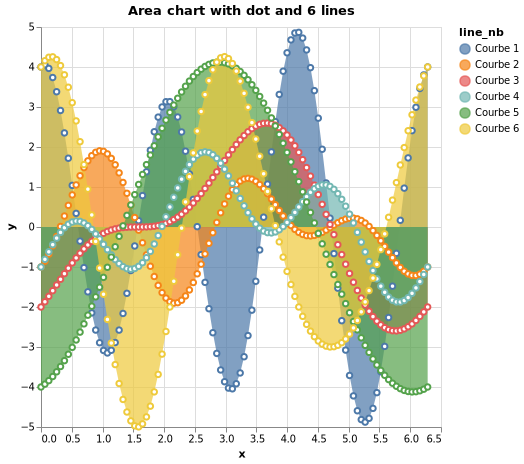 Area chart with dot and 6 lines
line_nb
Courbe 1
Courbe 2
Courbe 3
Courbe 4
Courbe 5
Courbe 6
5
4
3
2
1
0
−1
−2
−3
−4
−5
y
0.0 0.5 1.0 1.5 2.0 2.5 3.0 3.5 4.0 4.5 5.0 5.5 6.0 6.5
x